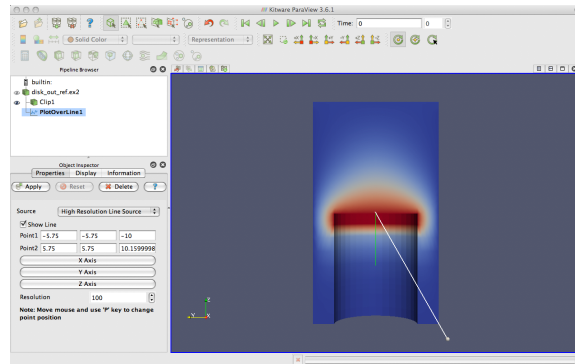 Kitware ParaView 3.6.1
Time: 0 0
Solid Color Representation
Pipeline Browser
builtin:
disk_out_ref.ex2
Clip1
PlotOverLine1
Object Inspector
Properties Display Information
Apply Reset Delete ?
Source High Resolution Line Source
Show Line
Point1 -5.75 -5.75 -10
Point2 5.75 5.75 10.1599998
X Axis
Y Axis
Z Axis
Resolution 100
Note: Move mouse and use 'P' key to change
point position
Z
Y X